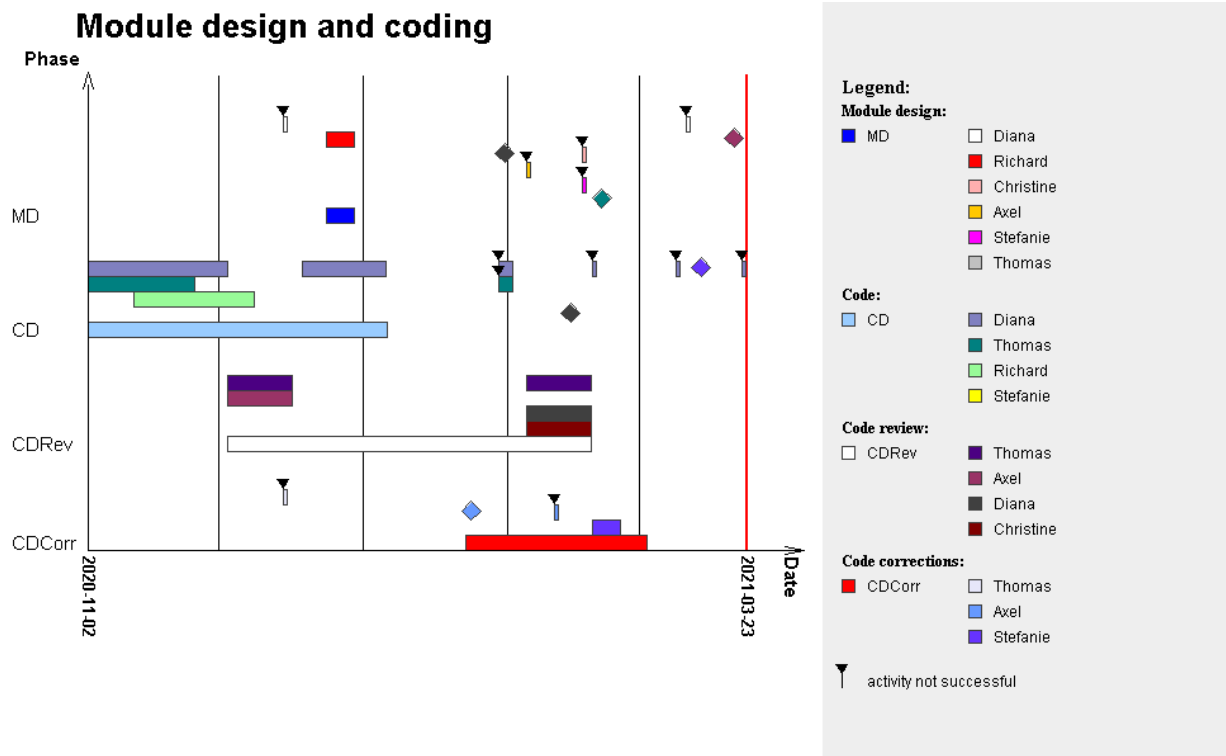 Module design and coding
Phase
MD
CD
CDRev
CDCorr
2020-11-02
2021-03-23
Date
Legend:
Module design:
MD
Diana
Richard
Christine
Axel
Stefanie
Thomas
Code:
CD
Diana
Thomas
Richard
Stefanie
Code review:
CDRev
Thomas
Axel
Diana
Christine
Code corrections:
CDCorr
Thomas
Axel
Stefanie
activity not successful